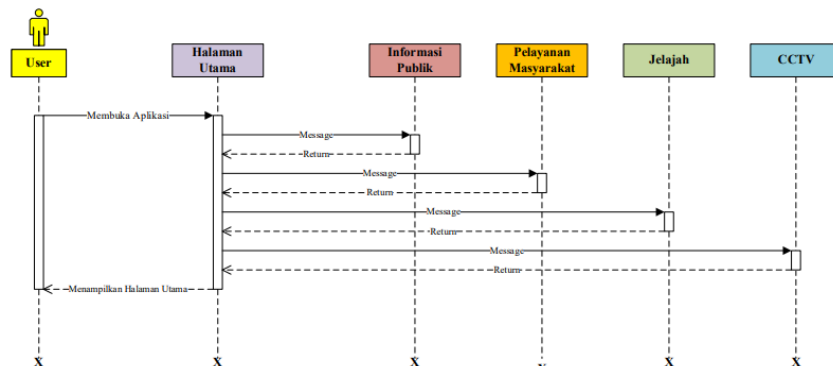 User
Halaman
Utama
Informasi
Publik
Pelayanan
Masyarakat
Jelajah
CCTV
Membuka Aplikasi
Message
Return
Message
Return
Message
Return
Message
Return
Menampilkan Halaman Utama
X
X
X
X
X
X